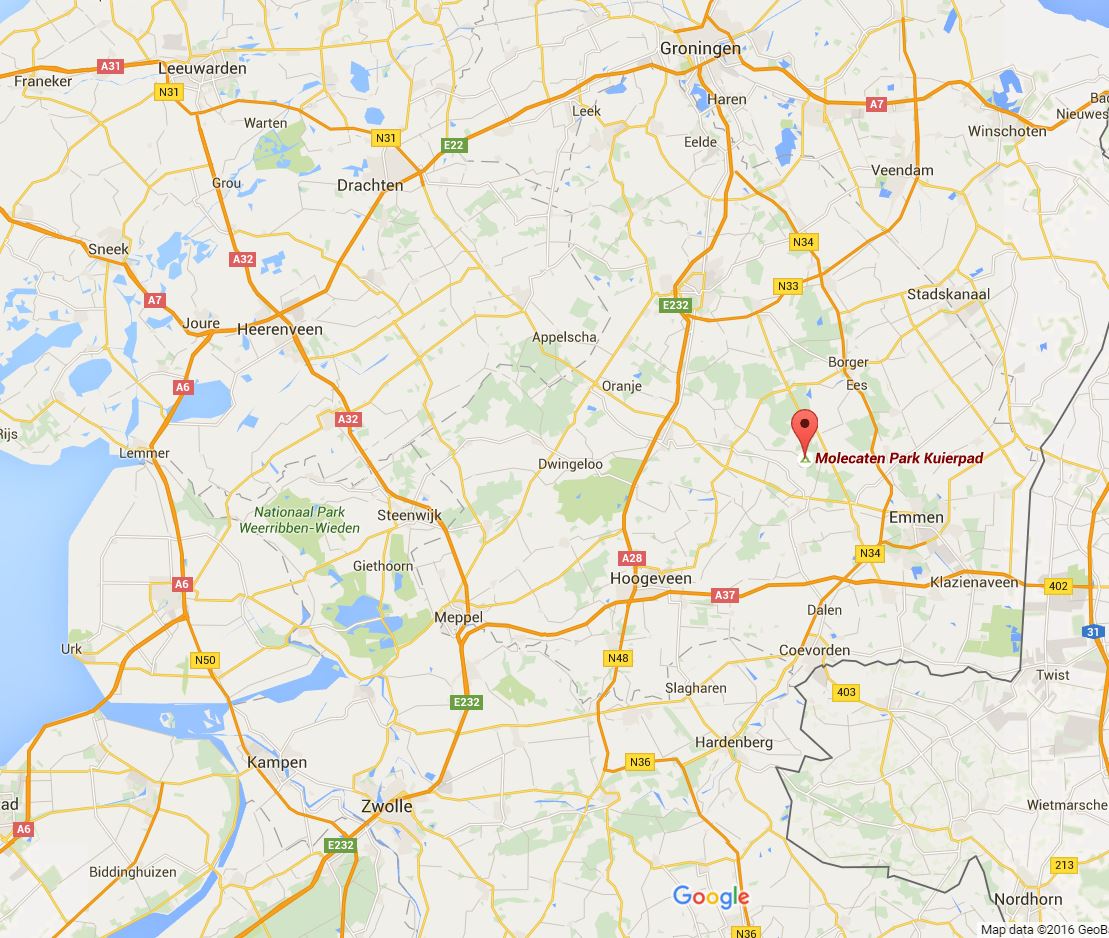 Groningen
A31
Leeuwarden
Franeker
N31
Haren
A7
Leek
Warten
Winschoten
Nieuwes
N31
E22
Eelde
Veendam
Grou
Drachten
Sneek
N34
A32
N33
Stadskanaal
A7
E232
Joure
Heerenveen
Appelscha
Borger
Oranje
Ees
A6
A32
Rijs
Lemmer
Dwingeloo
Molecaten Park Kuierpad
Nationaal Park
Weerribben-Wieden
Steenwijk
Emmen
N34
A28
Giethoorn
Hoogeveen
A6
A37
Klazienaveen
402
Dalen
Meppel
31
Urk
N50
N48
Coevorden
Twist
Slagharen
403
E232
Hardenberg
Kampen
N36
Zwolle
ad
Wietmarsche
A6
E232
Biddinghuizen
213
Google
Nordhorn
N36
Map data ©2016 GeoB